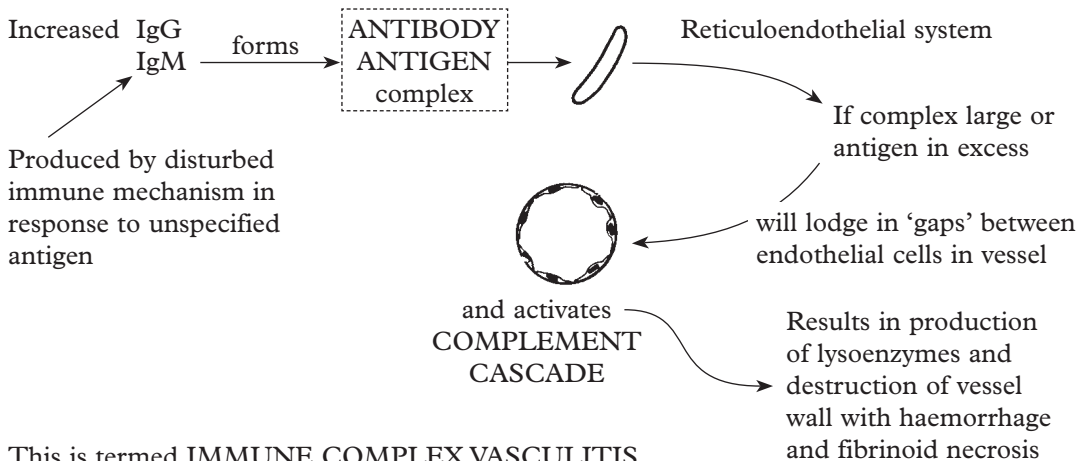 Increased IgG
IgM
forms
ANTIBODY
ANTIGEN
complex
Reticuloendothelial system
Produced by disturbed
immune mechanism in
response to unspecified
antigen
If complex large or
antigen in excess
will lodge in ‘gaps’ between
endothelial cells in vessel
and activates
COMPLEMENT
CASCADE
Results in production
of lysoenzymes and
destruction of vessel
wall with haemorrhage
and fibrinoid necrosis
This is termed IMMUNE COMPLEX VASCULITIS